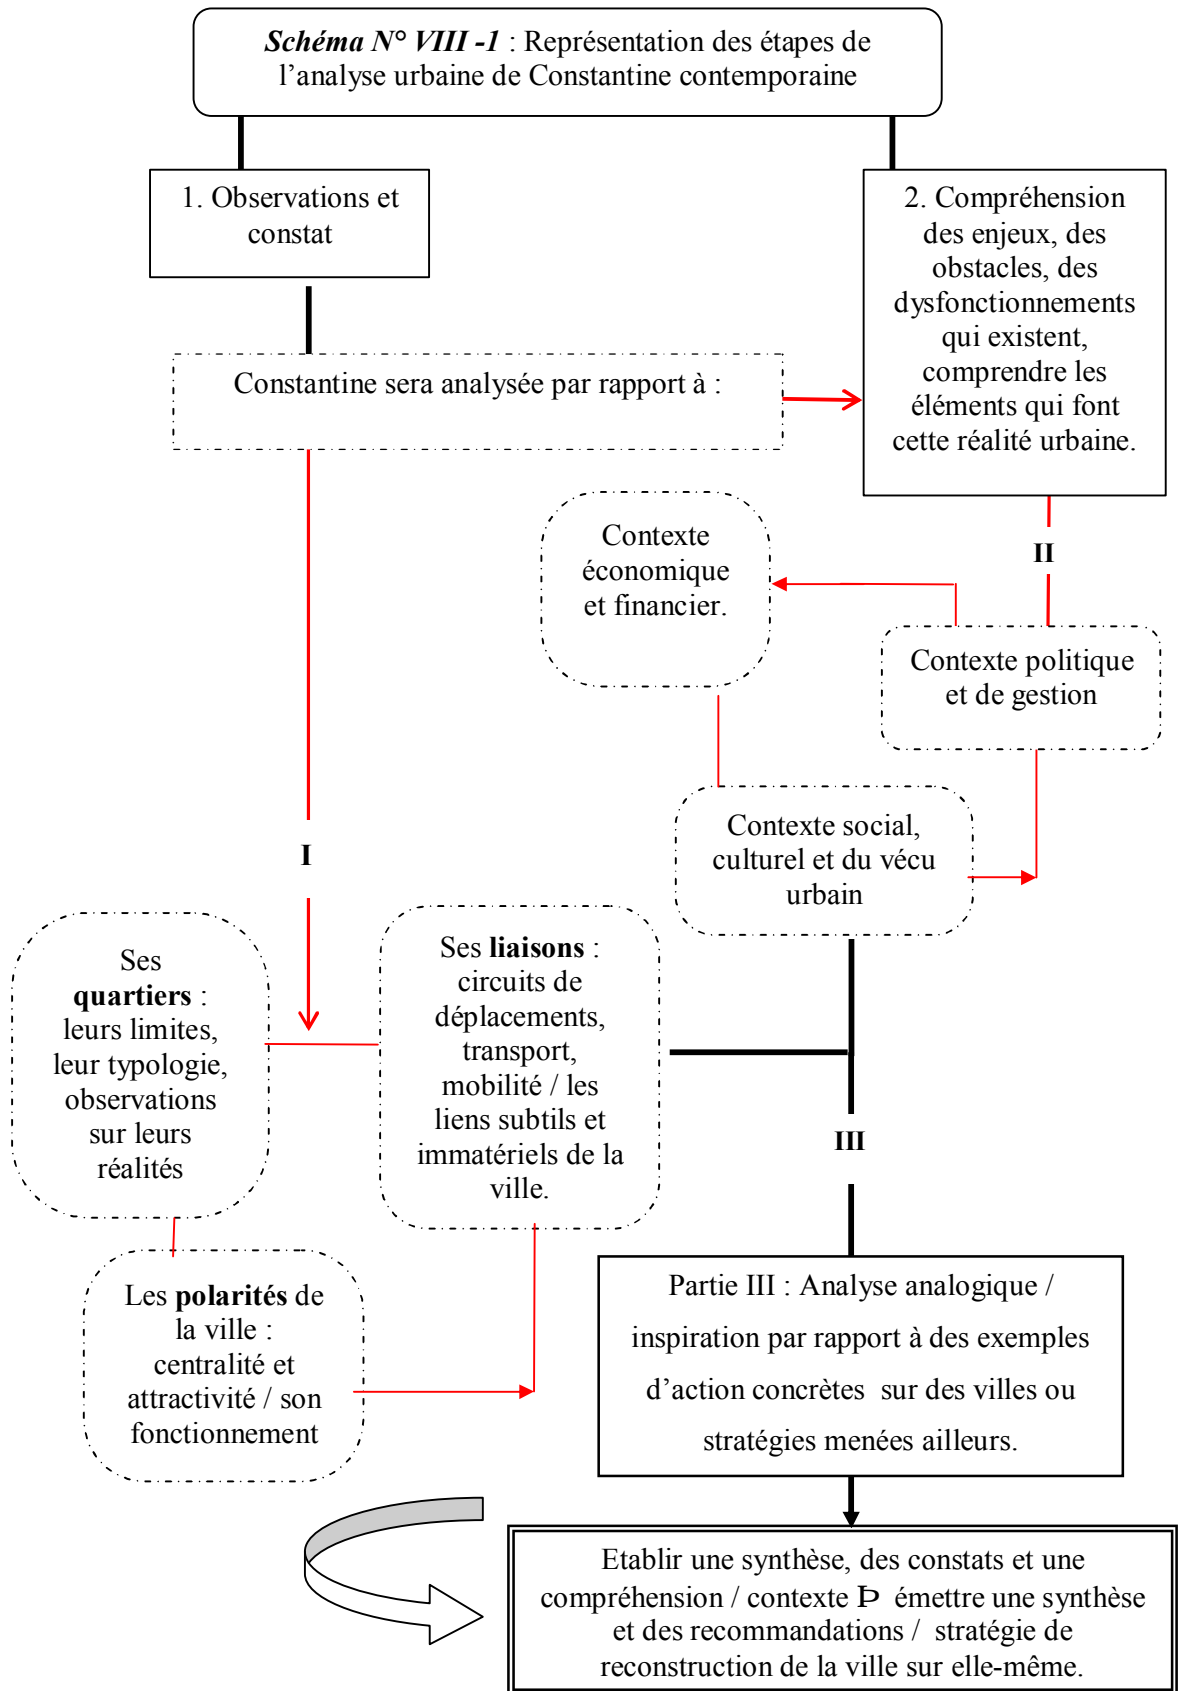 Schéma N° VIII -1 : Représentation des étapes de
l’analyse urbaine de Constantine contemporaine
1. Observations et
constat
2. Compréhension
des enjeux, des
obstacles, des
dysfonctionnements
qui existent,
comprendre les
éléments qui font
cette réalité urbaine.
Constantine sera analysée par rapport à :
II
Contexte
économique
et financier.
Contexte politique
et de gestion
Contexte social,
culturel et du vécu
urbain
I
Ses
quartiers :
leurs limites,
leur typologie,
observations
sur leurs
réalités
Ses liaisons :
circuits de
déplacements,
transport,
mobilité / les
liens subtils et
immatériels de la
ville.
Les polarités de
la ville :
centralité et
attractivité / son
fonctionnement
III
Partie III : Analyse analogique /
inspiration par rapport à des exemples
d’action concrètes  sur des villes ou
stratégies menées ailleurs.
Etablir une synthèse, des constats et une
compréhension / contexte Þ  émettre une synthèse
et des recommandations /  stratégie de
reconstruction de la ville sur elle-même.